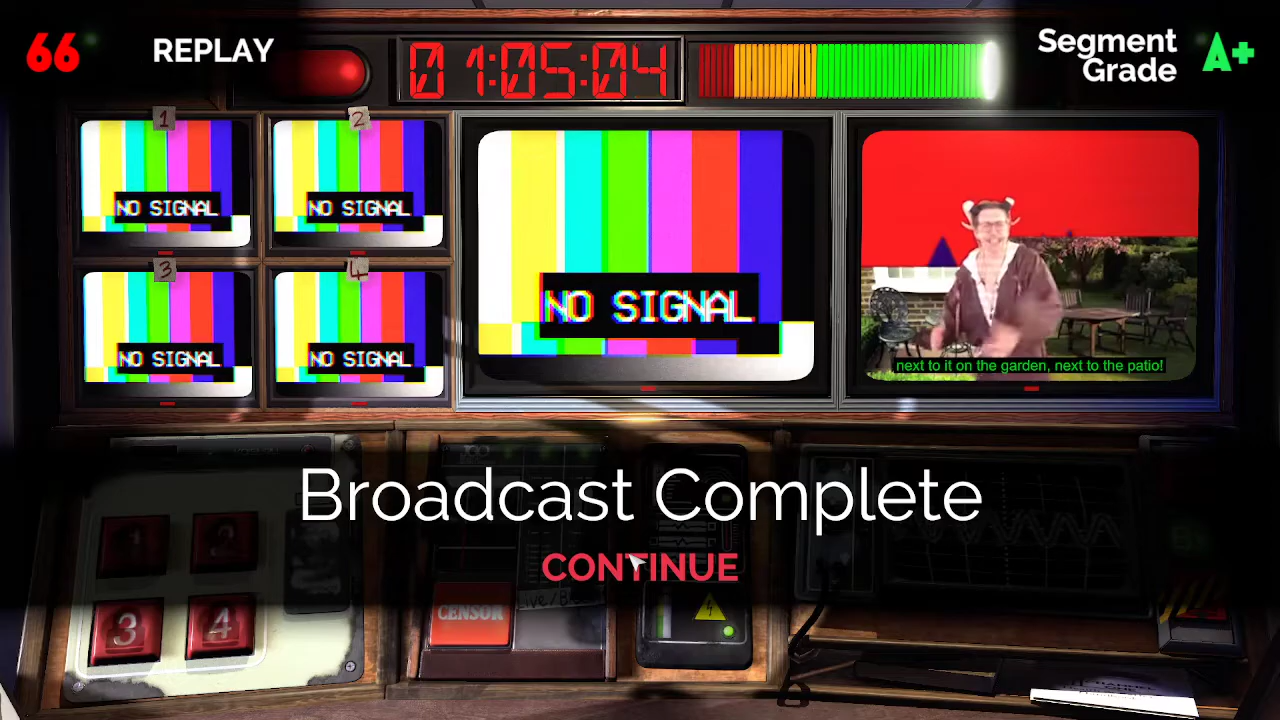 66
REPLAY
01:05:04
Segment
Grade
A+
1
2
NO SIGNAL
NO SIGNAL
3
4
NO SIGNAL
NO SIGNAL
NO SIGNAL
next to it on the garden, next to the patio!
Broadcast Complete
CONTINUE
1
2
3
4
CENSOR